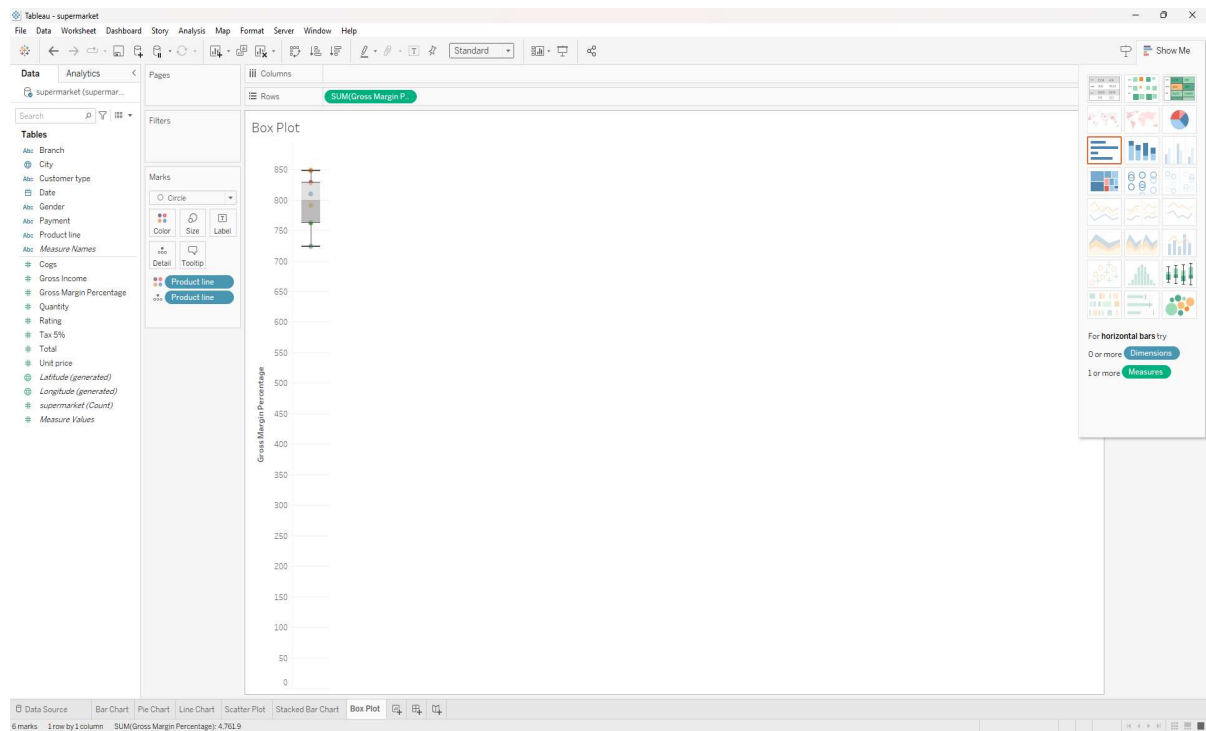 Tableau - supermarket
File Data Worksheet Dashboard Story Analysis Map Format Server Window Help
Standard
Show Me
Data Analytics
supermarket (supermar...
Search
Tables
Abc Branch
City
Abc Customer type
Date
Abc Gender
Abc Payment
Abc Product line
Abc Measure Names
# Cogs
# Gross Income
# Gross Margin Percentage
# Quantity
# Rating
# Tax 5%
# Total
# Unit price
Latitude (generated)
Longitude (generated)
# supermarket (Count)
# Measure Values
Pages
Filters
Marks
Circle
Color Size Label
Detail Tooltip
Product line
Product line
Columns
Rows SUM(Gross Margin P..
Box Plot
850
800
750
700
650
600
550
500
450
400
350
300
250
200
150
100
50
0
Gross Margin Percentage
For horizontal bars try
0 or more Dimensions
1 or more Measures
Data Source Bar Chart Pie Chart Line Chart Scatter Plot Stacked Bar Chart Box Plot
6 marks 1 row by 1 column SUM(Gross Margin Percentage): 4,761.9